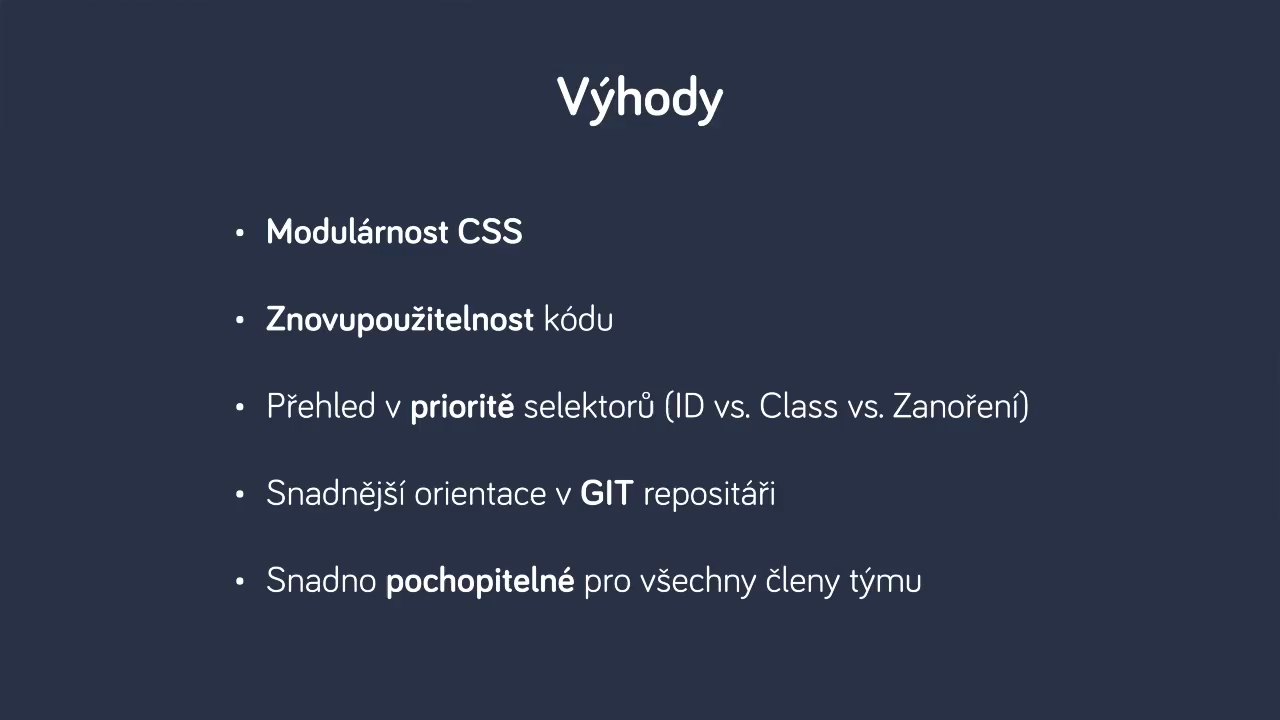 Výhody
• Modulárnost CSS
• Znovupoužitelnost kódu
• Přehled v prioritě selektorů (ID vs. Class vs. Zanoření)
• Snadnější orientace v GIT repositáři
• Snadno pochopitelné pro všechny členy týmu